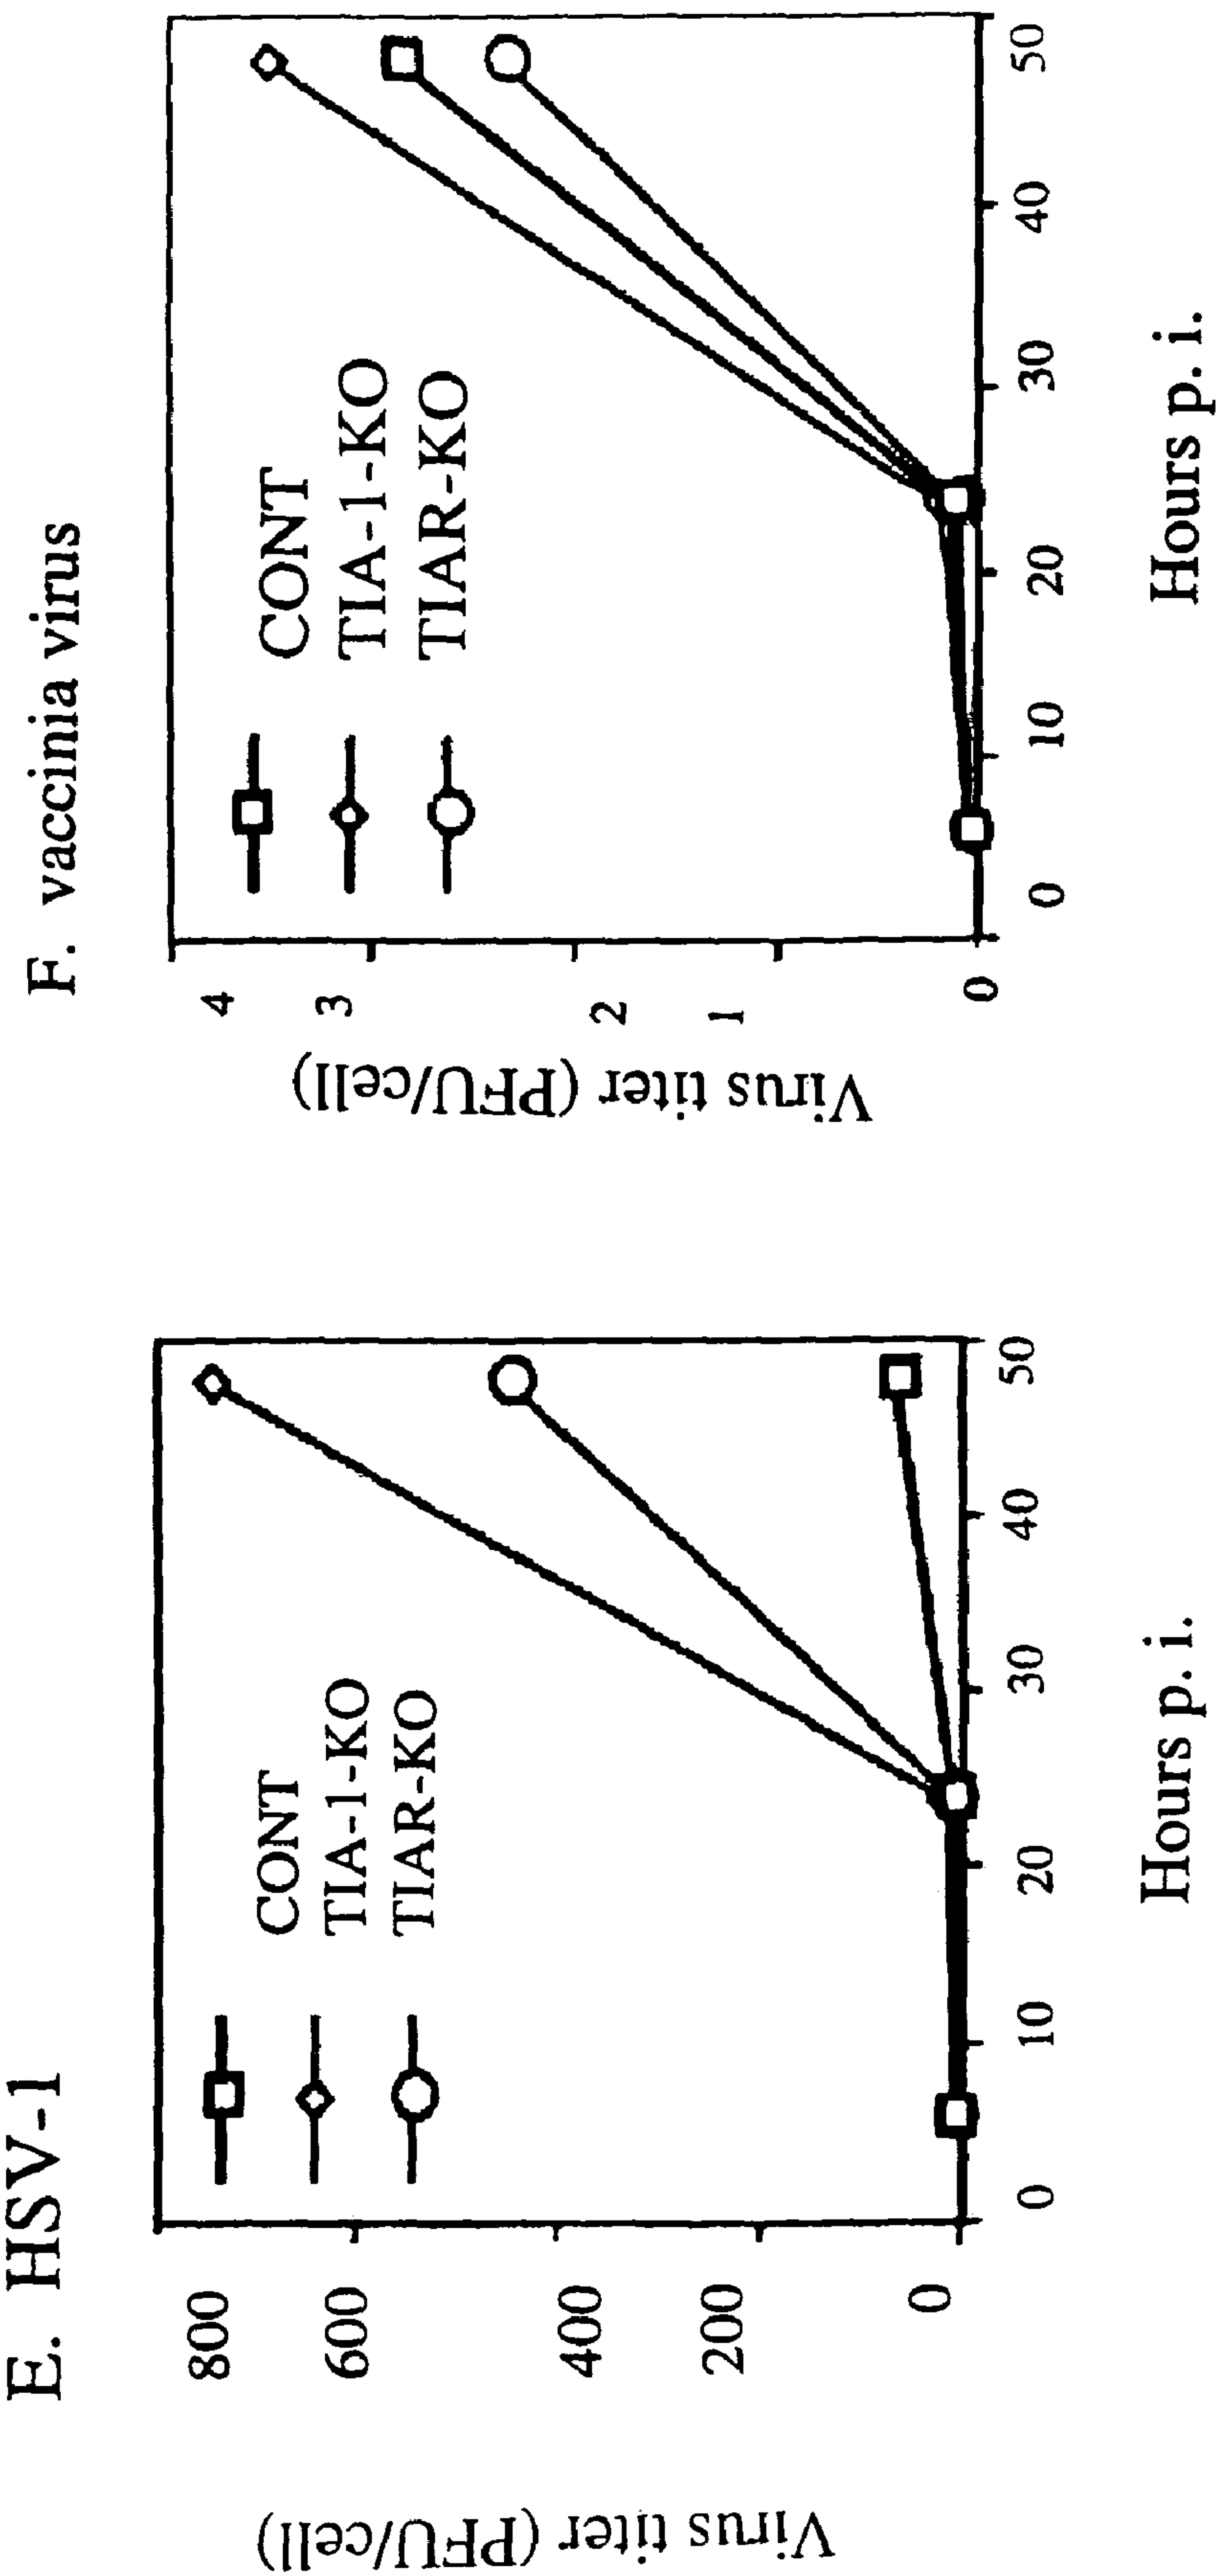 E. HSV-1
Virus titer (PFU/cell)
800
600
400
200
0
CONT
TIA-1-KO
TIAR-KO
0 10 20 30 40 50
Hours p. i.
F. vaccinia virus
Virus titer (PFU/cell)
4
3
2
1
0
CONT
TIA-1-KO
TIAR-KO
0 10 20 30 40 50
Hours p. i.